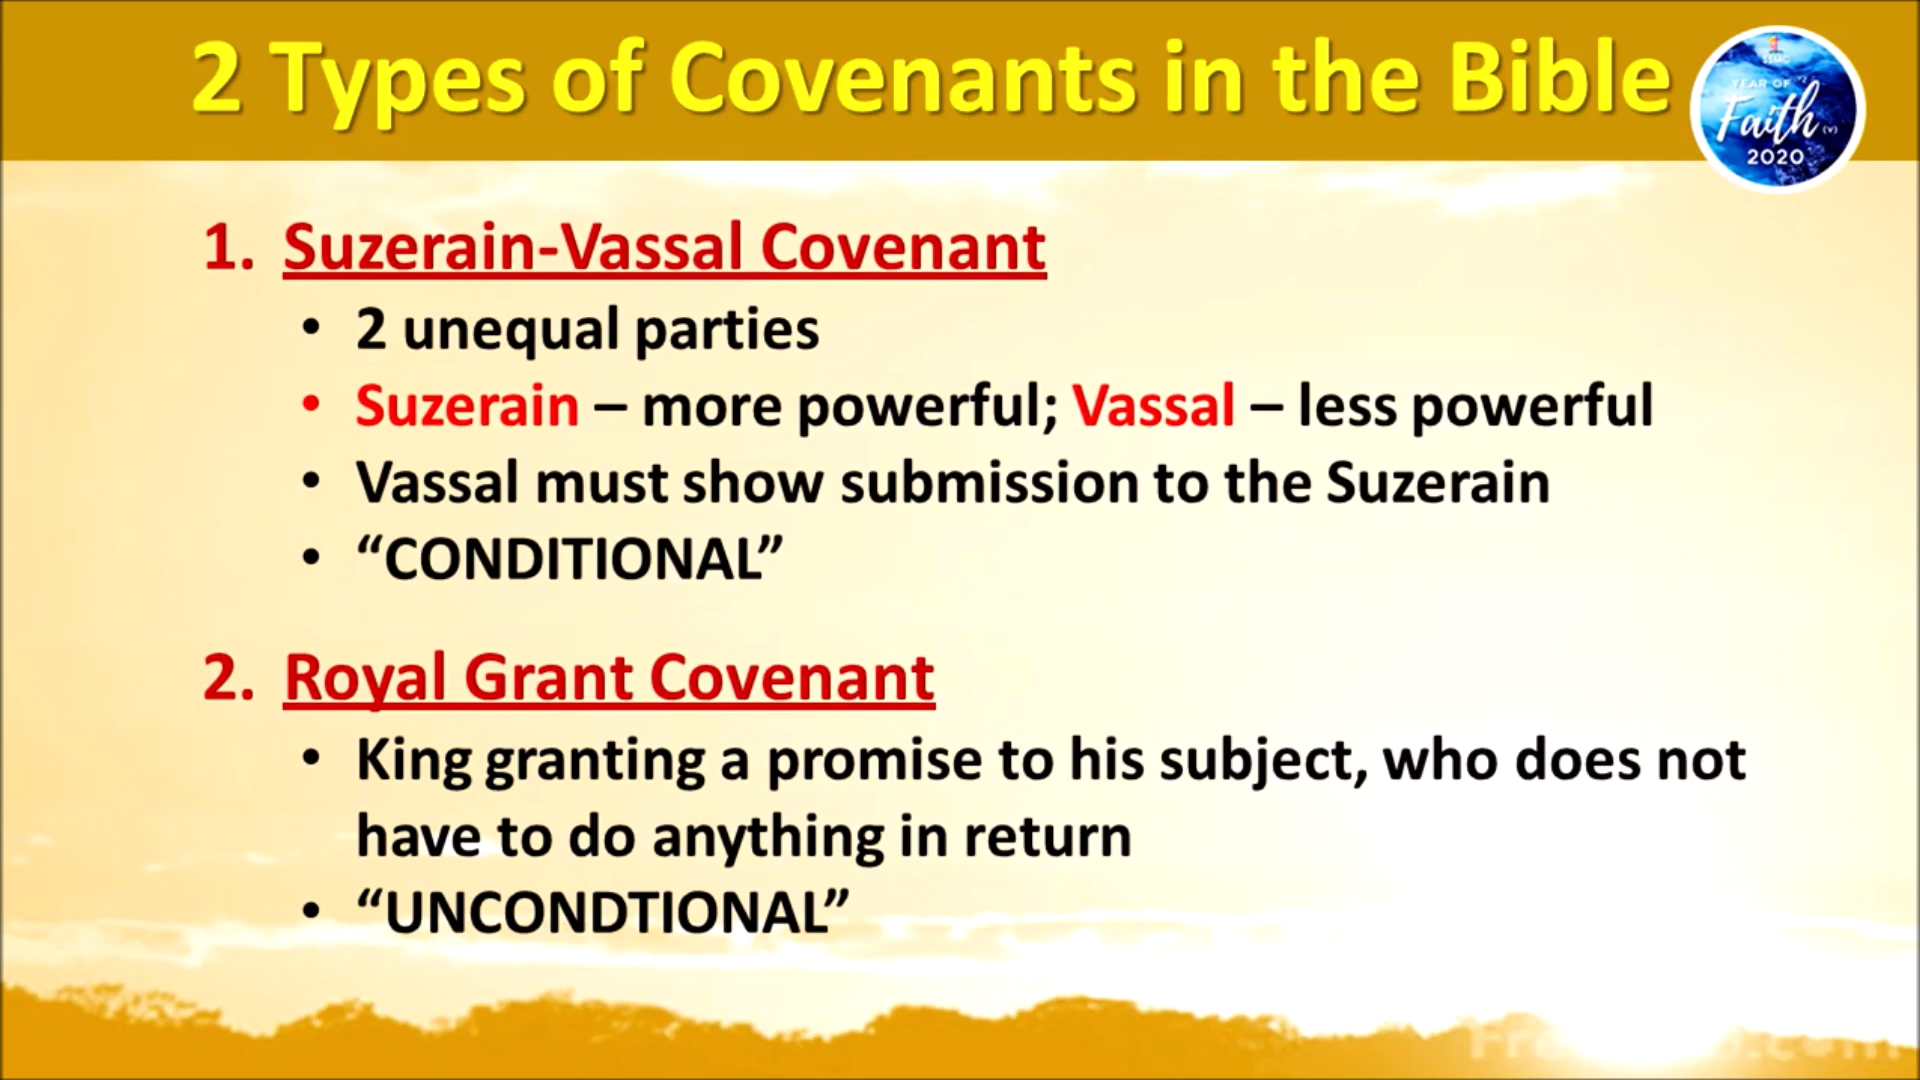 2 Types of Covenants in the Bible
YEAR OF
Faith (V)
2020
1. Suzerain-Vassal Covenant
• 2 unequal parties
• Suzerain – more powerful; Vassal – less powerful
• Vassal must show submission to the Suzerain
• “CONDITIONAL”
2. Royal Grant Covenant
• King granting a promise to his subject, who does not
have to do anything in return
• “UNCONDTIONAL”